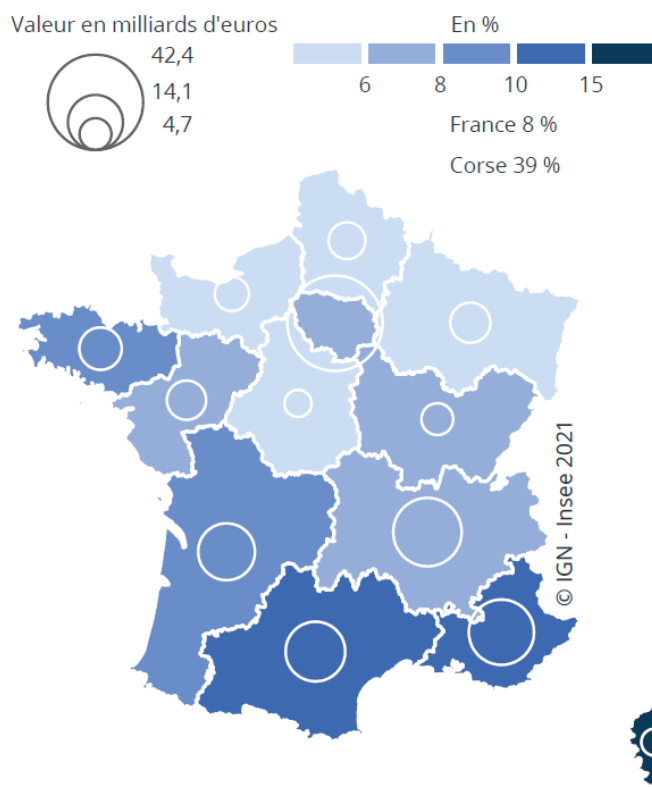 Valeur en milliards d'euros
42,4
14,1
4,7
En %
6 8 10 15
France 8 %
Corse 39 %
© IGN - Insee 2021